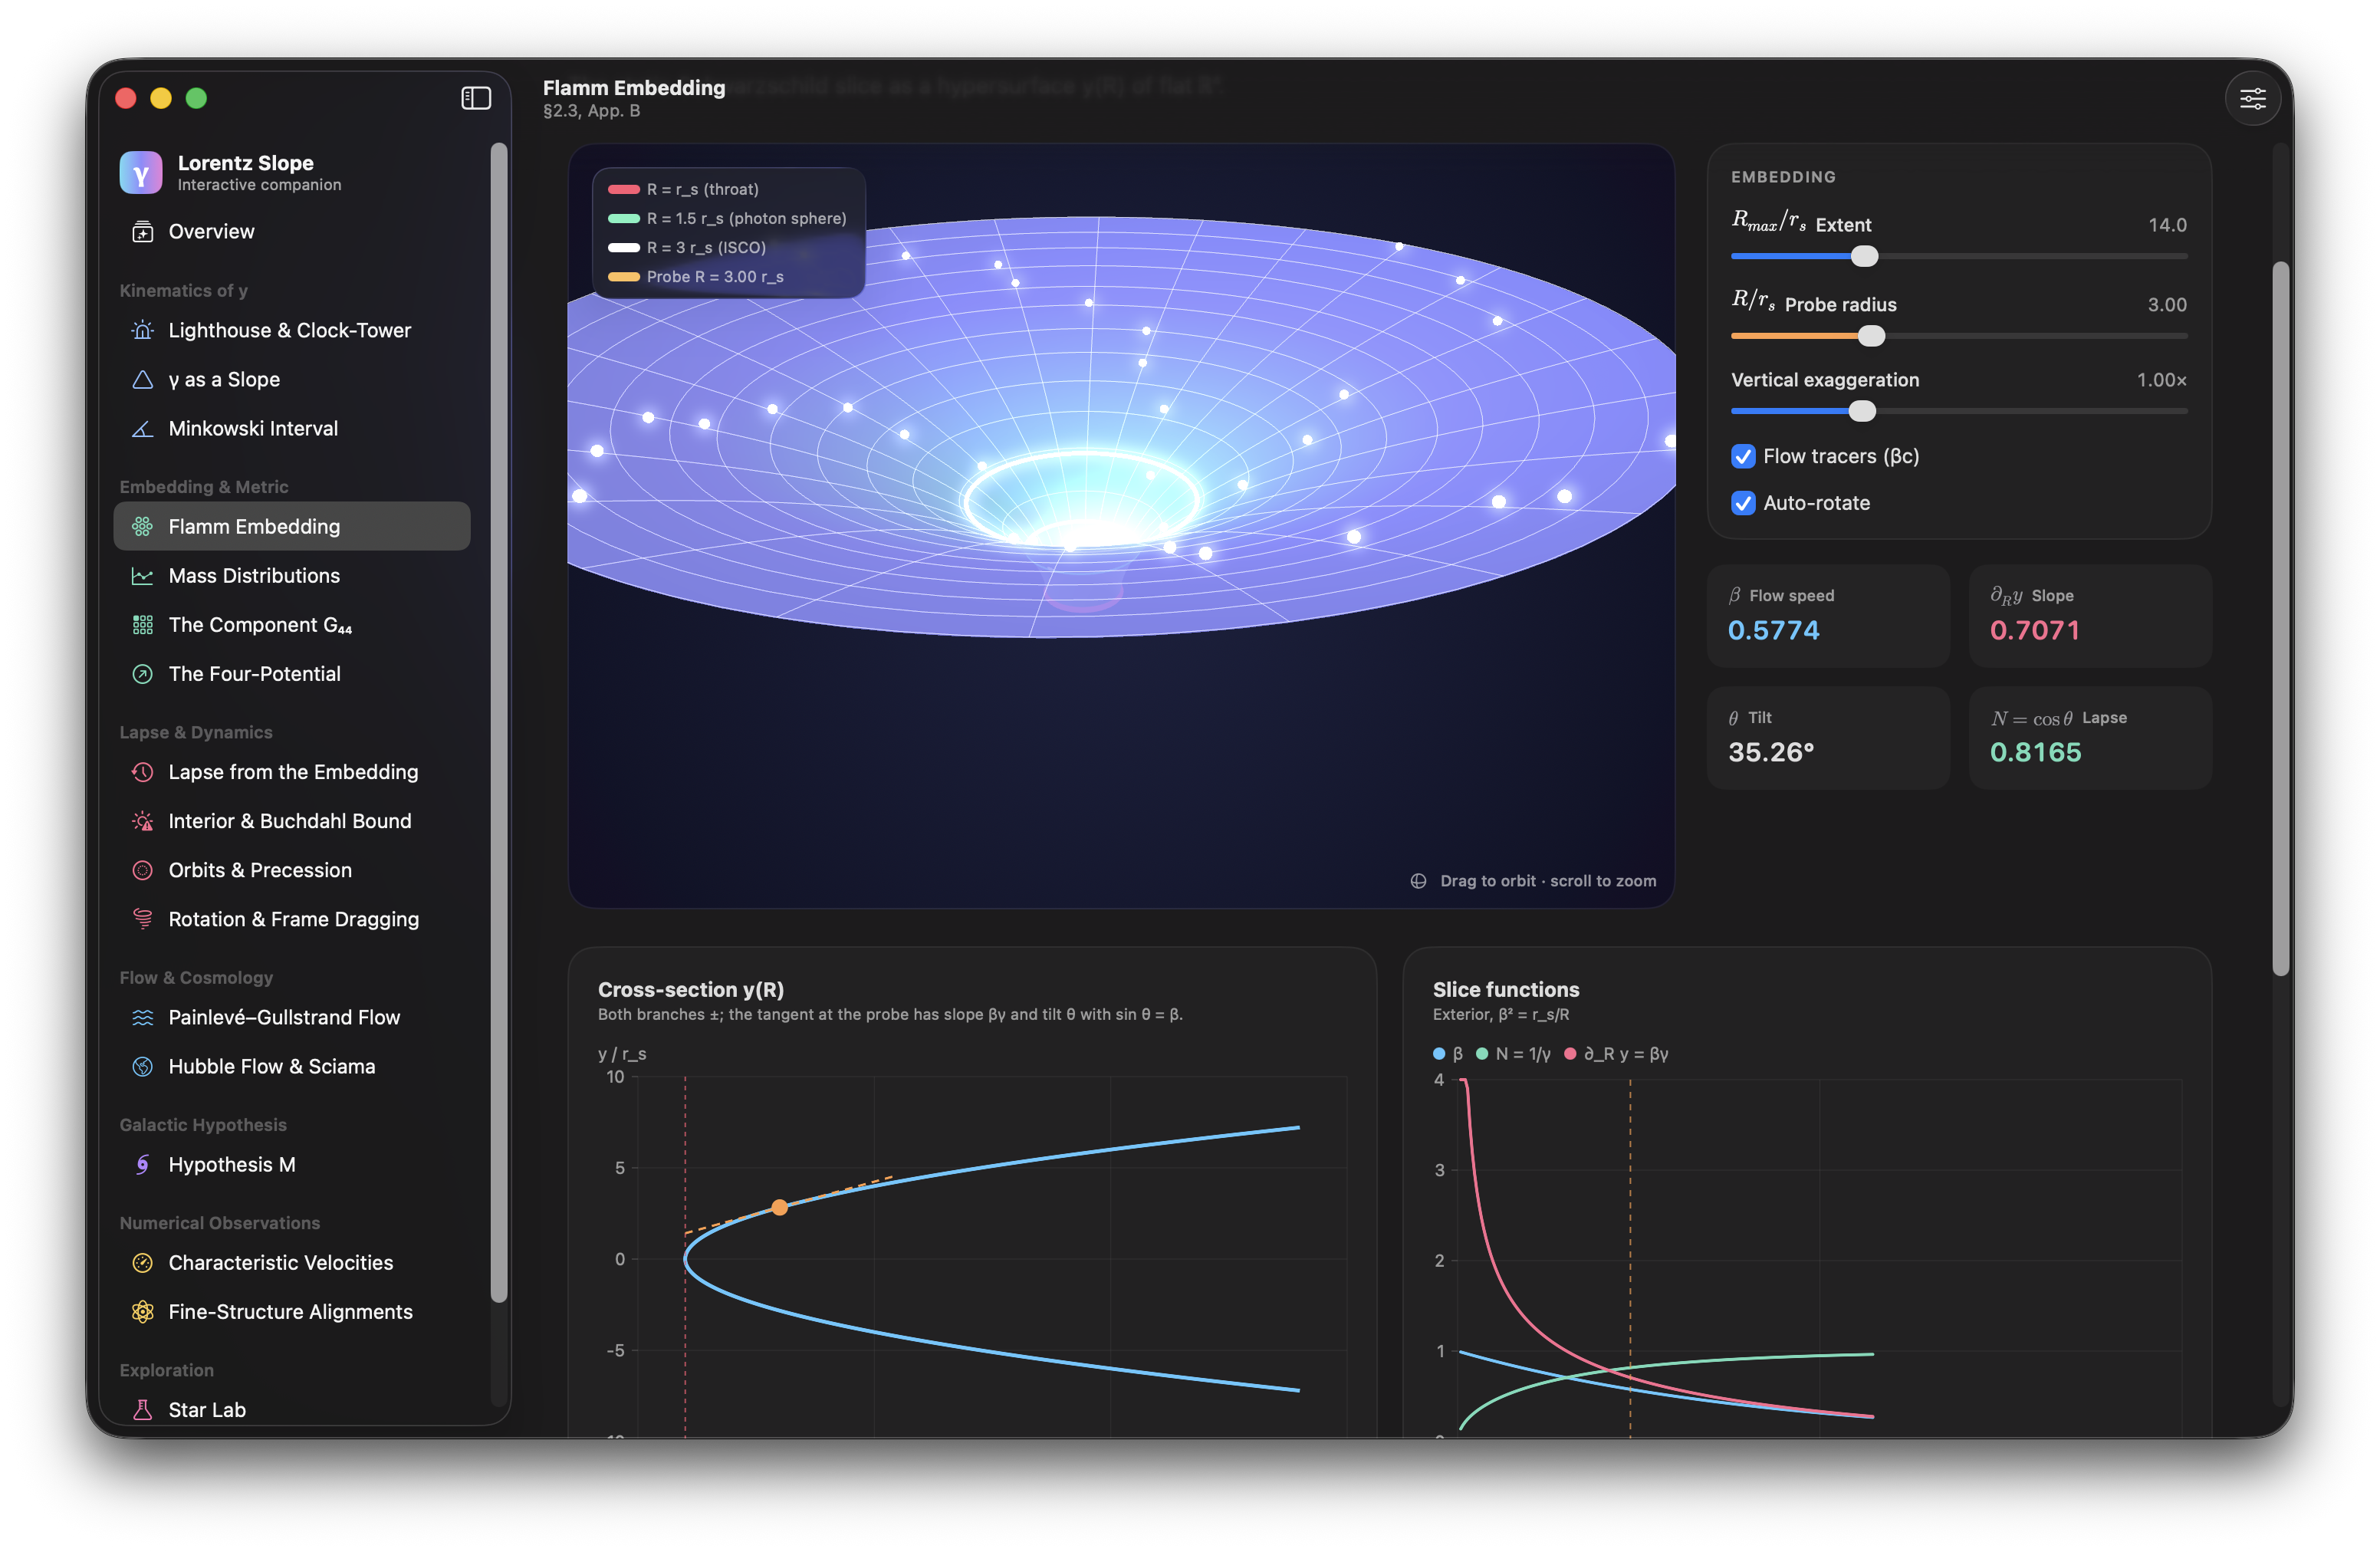 γ
Lorentz Slope
Interactive companion
Overview
Kinematics of γ
Lighthouse & Clock-Tower
γ as a Slope
Minkowski Interval
Embedding & Metric
Flamm Embedding
Mass Distributions
The Component G₄₄
The Four-Potential
Lapse & Dynamics
Lapse from the Embedding
Interior & Buchdahl Bound
Orbits & Precession
Rotation & Frame Dragging
Flow & Cosmology
Painlevé–Gullstrand Flow
Hubble Flow & Sciama
Galactic Hypothesis
Hypothesis M
Numerical Observations
Characteristic Velocities
Fine-Structure Alignments
Exploration
Star Lab
Flamm Embedding
§2.3, App. B
R = r_s (throat)
R = 1.5 r_s (photon sphere)
R = 3 r_s (ISCO)
Probe R = 3.00 r_s
Drag to orbit · scroll to zoom
EMBEDDING
R_max/r_s Extent 14.0
R/r_s Probe radius 3.00
Vertical exaggeration 1.00×
Flow tracers (βc)
Auto-rotate
β Flow speed
0.5774
∂_R y Slope
0.7071
θ Tilt
35.26°
N = cos θ Lapse
0.8165
Cross-section y(R)
Both branches ±; the tangent at the probe has slope βγ and tilt θ with sin θ = β.
y / r_s
10
5
0
-5
Slice functions
Exterior, β² = r_s/R
β N = 1/γ ∂_R y = βγ
4
3
2
1